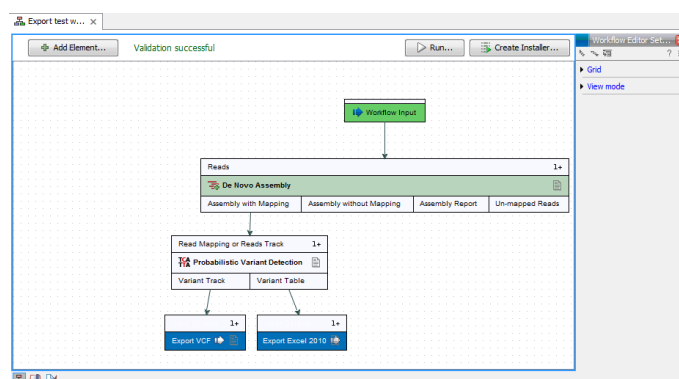 Export test w... ×
Add Element... Validation successful Run... Create Installer...
Workflow Editor Set...
?
Grid
View mode
Workflow Input
Reads 1+
De Novo Assembly
Assembly with Mapping Assembly without Mapping Assembly Report Un-mapped Reads
Read Mapping or Reads Track 1+
Probabilistic Variant Detection
Variant Track Variant Table
1+ 1+
Export VCF Export Excel 2010